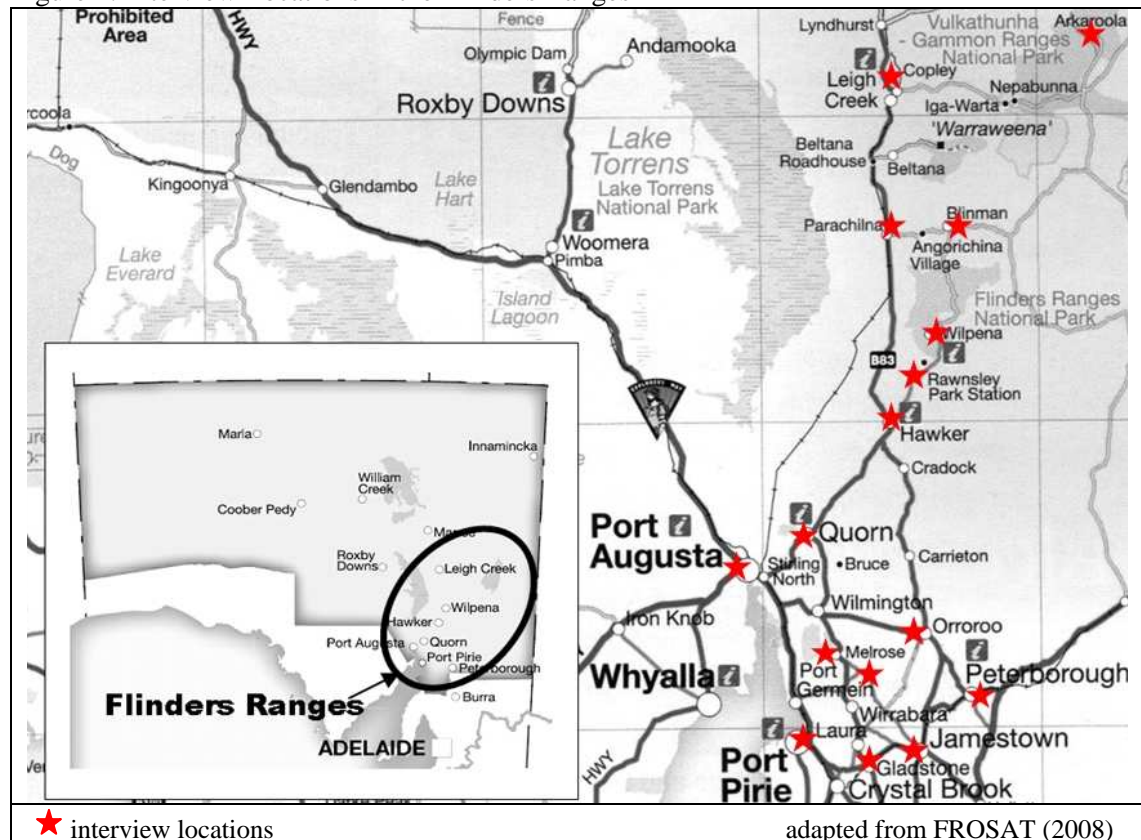 Prohibited
Area
HWY
Fence
Olympic Dam
Andamooka
Roxby Downs
Lyndhurst
Vulkathunha
- Gammon Ranges
National Park
Arkaroola
Leigh
Creek
Copley
Nepabunna
Iga-Warta
'Warraweena'
Beltana
Roadhouse
Beltana
Dog
Kingoonya
Glendambo
Lake
Hart
Lake
Torrens
Lake Torrens
National Park
Lake
Everard
Woomera
Pimba
Island
Lagoon
Parachilna
Blinman
Angorichina
Village
Flinders Ranges
National Park
Wilpena
B83
Rawnsley
Park Station
Hawker
Cradock
Port
Augusta
Quorn
Stirling
North
Bruce
Carrieton
Iron Knob
Wilmington
Orroroo
Whyalla
Melrose
Port
Germein
Peterborough
Wirrabara
Laura
Jamestown
Port
Pirie
Gladstone
Crystal Brook
HWY
Marla
Innamincka
William
Creek
Coober Pedy
Roxby
Downs
Leigh Creek
Wilpena
Hawker
Port Augusta
Quorn
Port Pirie
Peterborough
Flinders Ranges
Burra
ADELAIDE
interview locations
adapted from FROSAT (2008)